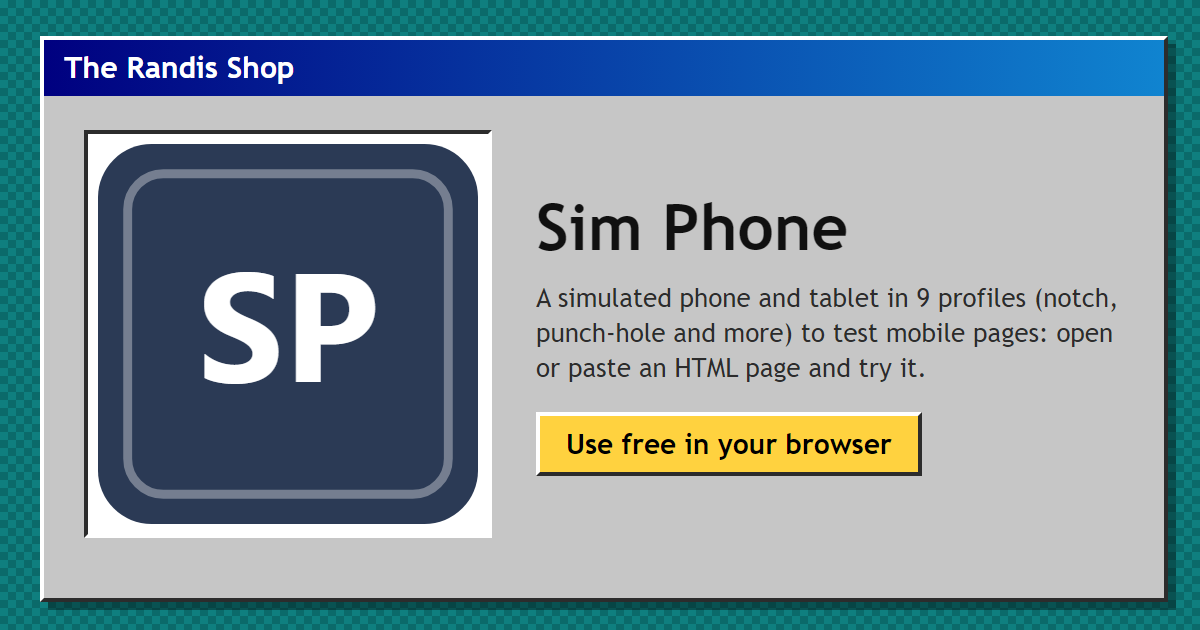 The Randis Shop
SP
Sim Phone
A simulated phone and tablet in 9 profiles (notch,
punch-hole and more) to test mobile pages: open
or paste an HTML page and try it.
Use free in your browser